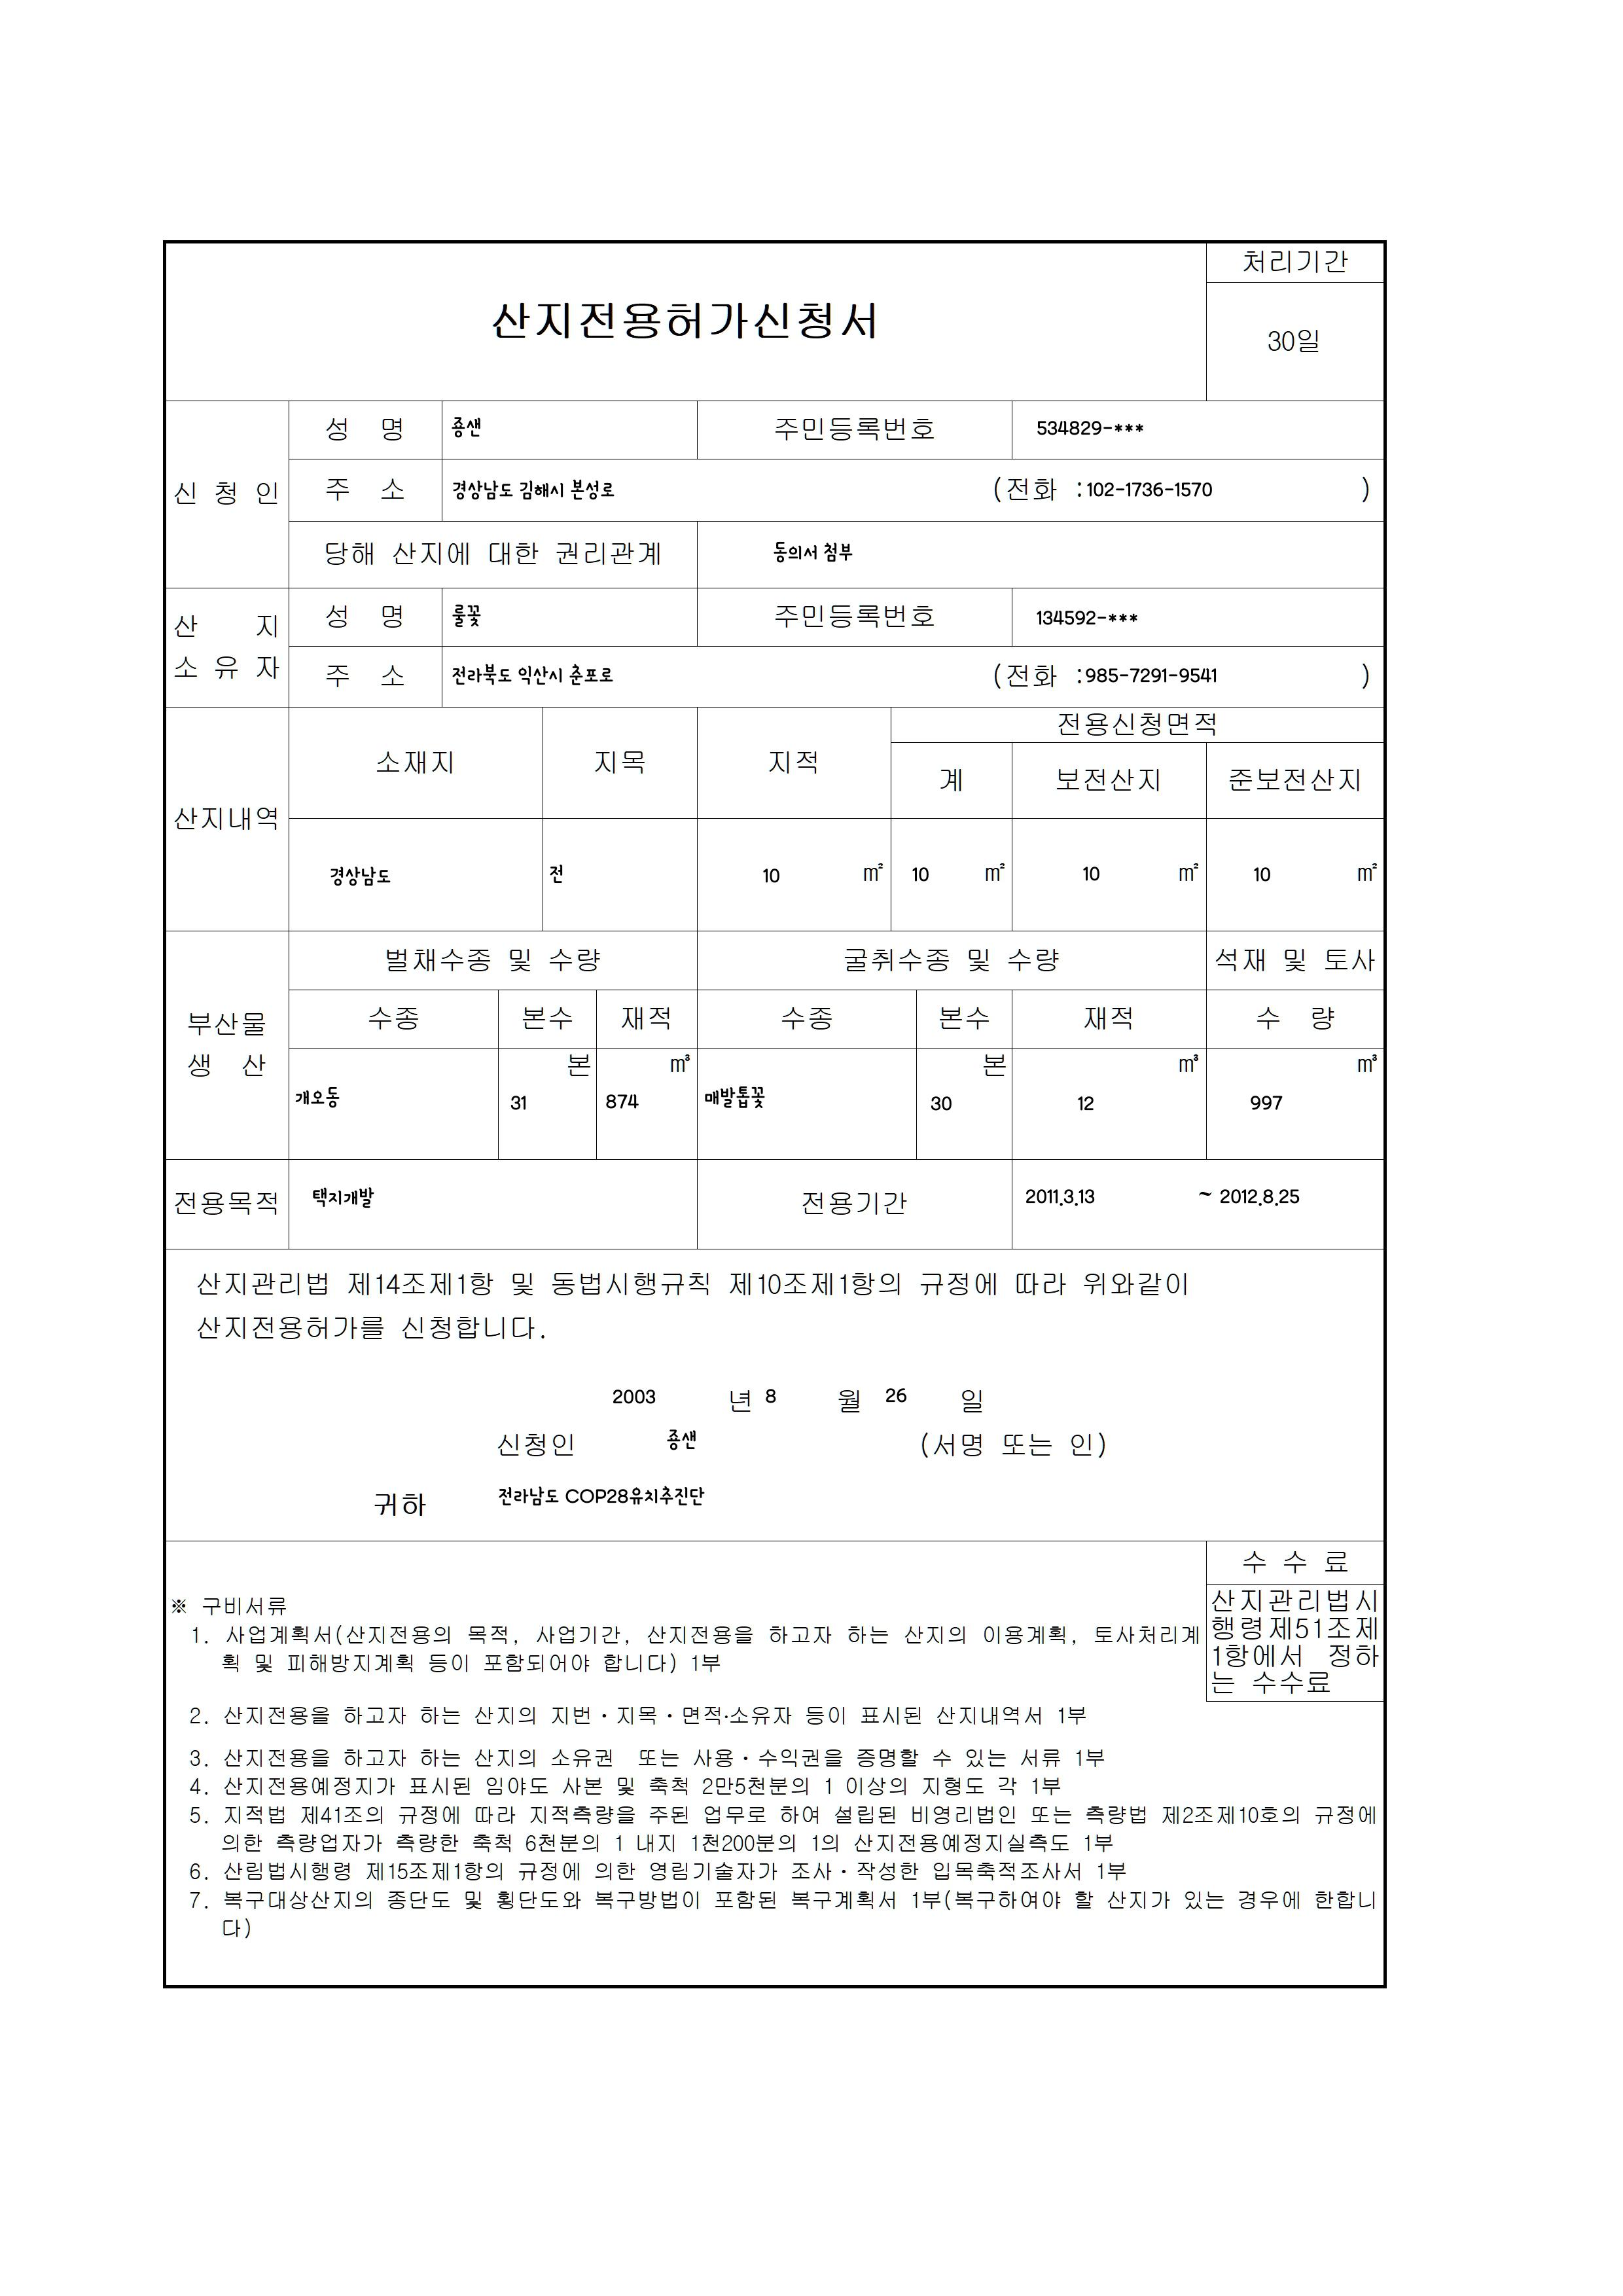 처리기간
산지전용허가신청서
30일
신 청 인
성 명 죵샌 주민등록번호 534829-***
주 소 경상남도 김해시 본성로 (전화 :102-1736-1570 )
당해 산지에 대한 권리관계 동의서 첨부
산 지
소 유 자
성 명 룰꽃 주민등록번호 134592-***
주 소 전라북도 익산시 춘포로 (전화 :985-7291-9541 )
산지내역
소재지 지목 지적 전용신청면적
계 보전산지 준보전산지
경상남도 전 10 ㎡ 10 ㎡ 10 ㎡ 10 ㎡
부산물
생 산
벌채수종 및 수량 굴취수종 및 수량 석재 및 토사
수종 본수 재적 수종 본수 재적 수 량
본 ㎥ 본 ㎥ ㎥
개오동 31 874 매발톱꽃 30 12 997
전용목적 택지개발 전용기간 2011.3.13 ~ 2012.8.25
산지관리법 제14조제1항 및 동법시행규칙 제10조제1항의 규정에 따라 위와같이
산지전용허가를 신청합니다.
2003 년 8 월 26 일
신청인 죵샌 (서명 또는 인)
귀하 전라남도 COP28유치추진단
수 수 료
산지관리법시
행령제51조제
1항에서 정하
는 수수료
※ 구비서류
1. 사업계획서(산지전용의 목적, 사업기간, 산지전용을 하고자 하는 산지의 이용계획, 토사처리계
획 및 피해방지계획 등이 포함되어야 합니다) 1부
2. 산지전용을 하고자 하는 산지의 지번·지목·면적·소유자 등이 표시된 산지내역서 1부
3. 산지전용을 하고자 하는 산지의 소유권 또는 사용·수익권을 증명할 수 있는 서류 1부
4. 산지전용예정지가 표시된 임야도 사본 및 축척 2만5천분의 1 이상의 지형도 각 1부
5. 지적법 제41조의 규정에 따라 지적측량을 주된 업무로 하여 설립된 비영리법인 또는 측량법 제2조제10호의 규정에
의한 측량업자가 측량한 축척 6천분의 1 내지 1천200분의 1의 산지전용예정지실측도 1부
6. 산림법시행령 제15조제1항의 규정에 의한 영림기술자가 조사·작성한 입목축적조사서 1부
7. 복구대상산지의 종단도 및 횡단도와 복구방법이 포함된 복구계획서 1부(복구하여야 할 산지가 있는 경우에 한합니
다)